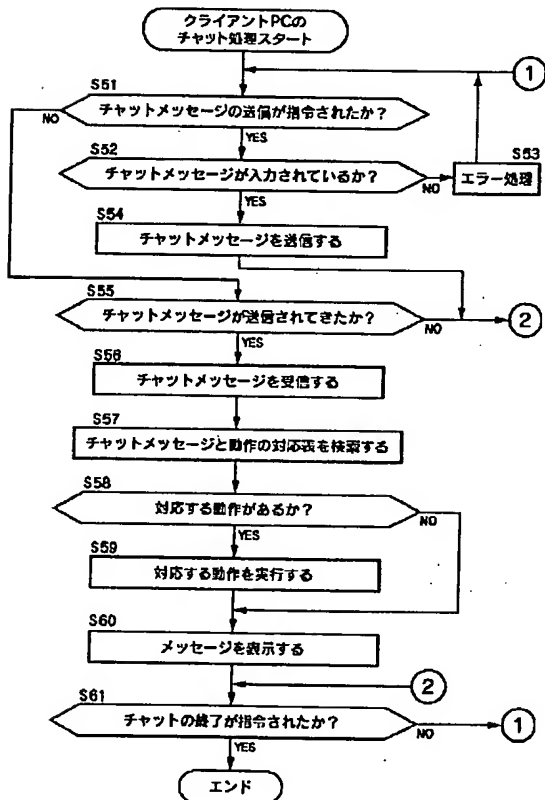 クライアントPCの
チャット処理スタート
①
S51
チャットメッセージの送信が指令されたか？
NO
YES
S52
チャットメッセージが入力されているか？
NO
S53
エラー処理
YES
S54
チャットメッセージを送信する
S55
チャットメッセージが送信されてきたか？
NO
②
YES
S56
チャットメッセージを受信する
S57
チャットメッセージと動作の対応表を検索する
S58
対応する動作があるか？
NO
YES
S59
対応する動作を実行する
S60
メッセージを表示する
②
S61
チャットの終了が指令されたか？
NO
①
YES
エンド